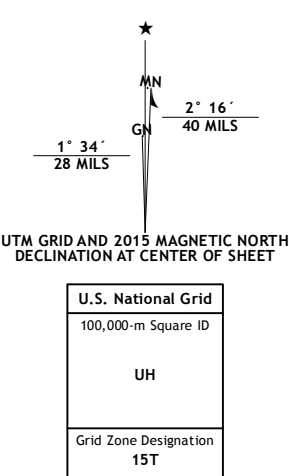 ★
MN
GN
2° 16´
40 MILS
1° 34´
28 MILS
UTM GRID AND 2015 MAGNETIC NORTH
DECLINATION AT CENTER OF SHEET
U.S. National Grid
100,000-m Square ID
UH
Grid Zone Designation
15T